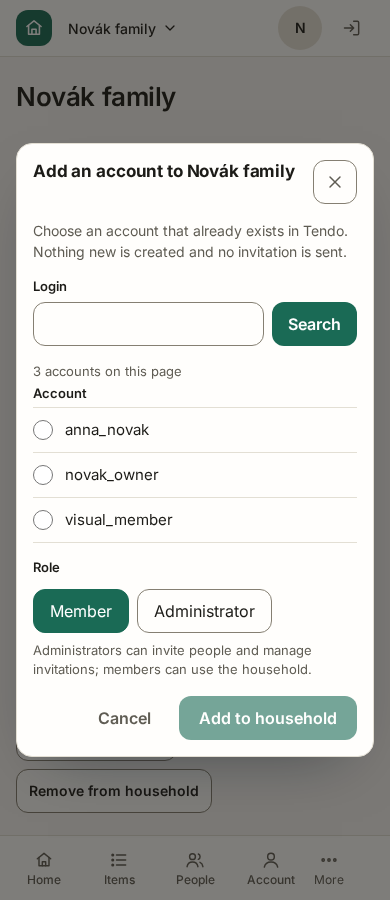 Novák family
N
Novák family
Add an account to Novák family
Choose an account that already exists in Tendo.
Nothing new is created and no invitation is sent.
Login
Search
3 accounts on this page
Account
anna_novak
novak_owner
visual_member
Role
Member
Administrator
Administrators can invite people and manage
invitations; members can use the household.
Cancel
Add to household
Remove from household
Home
Items
People
Account
More